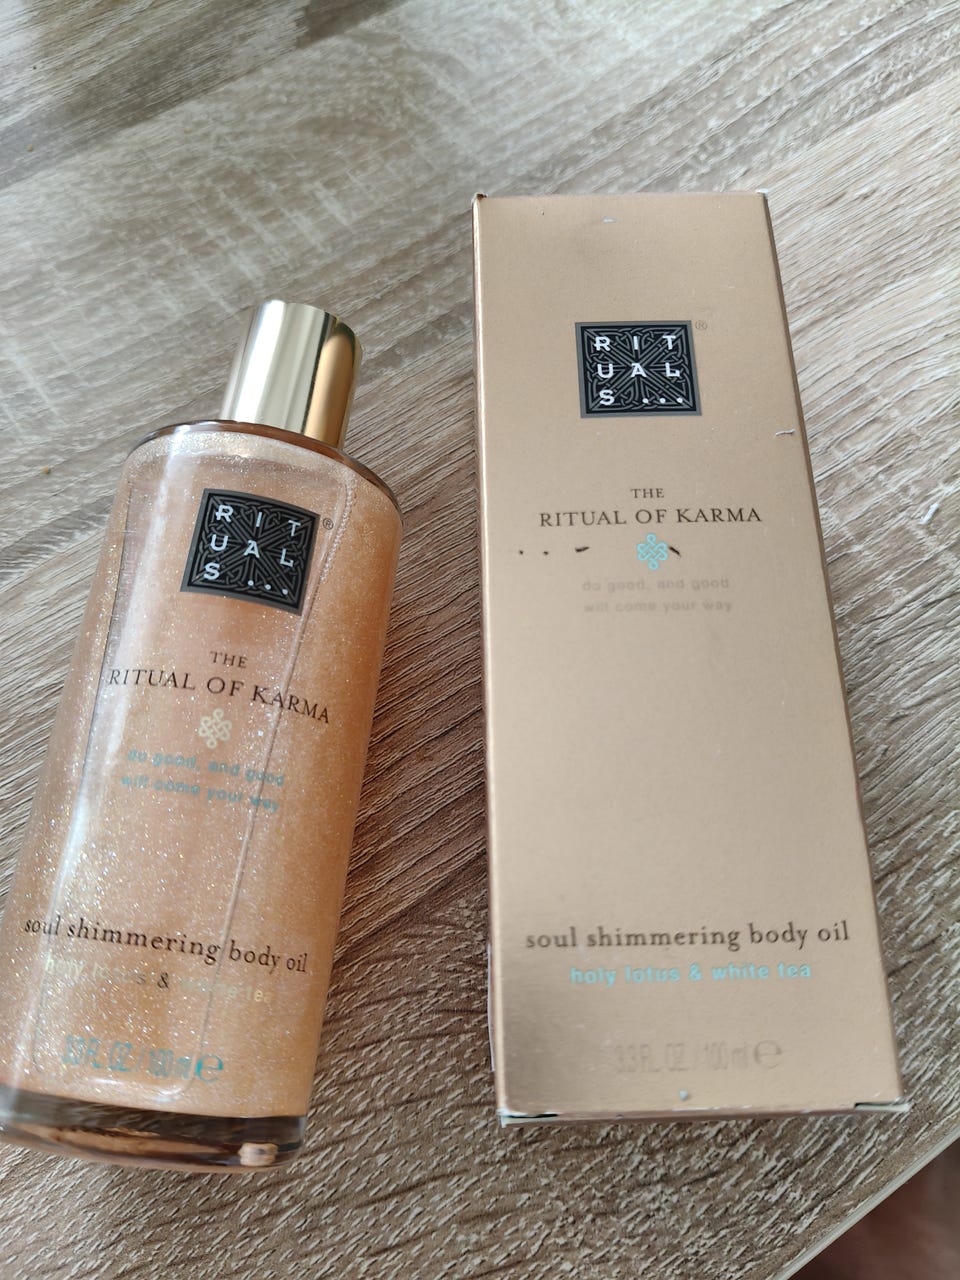 RIT
UAL
S...
®
THE
RITUAL OF KARMA
do good, and good
will come your way
soul shimmering body oil
holy lotus & white tea
3.3 FL. OZ / 100 ml ℮
RIT
UAL
S...
®
THE
RITUAL OF KARMA
do good, and good
will come your way
soul shimmering body oil
holy lotus & white tea
3.3 FL. OZ / 100 ml ℮